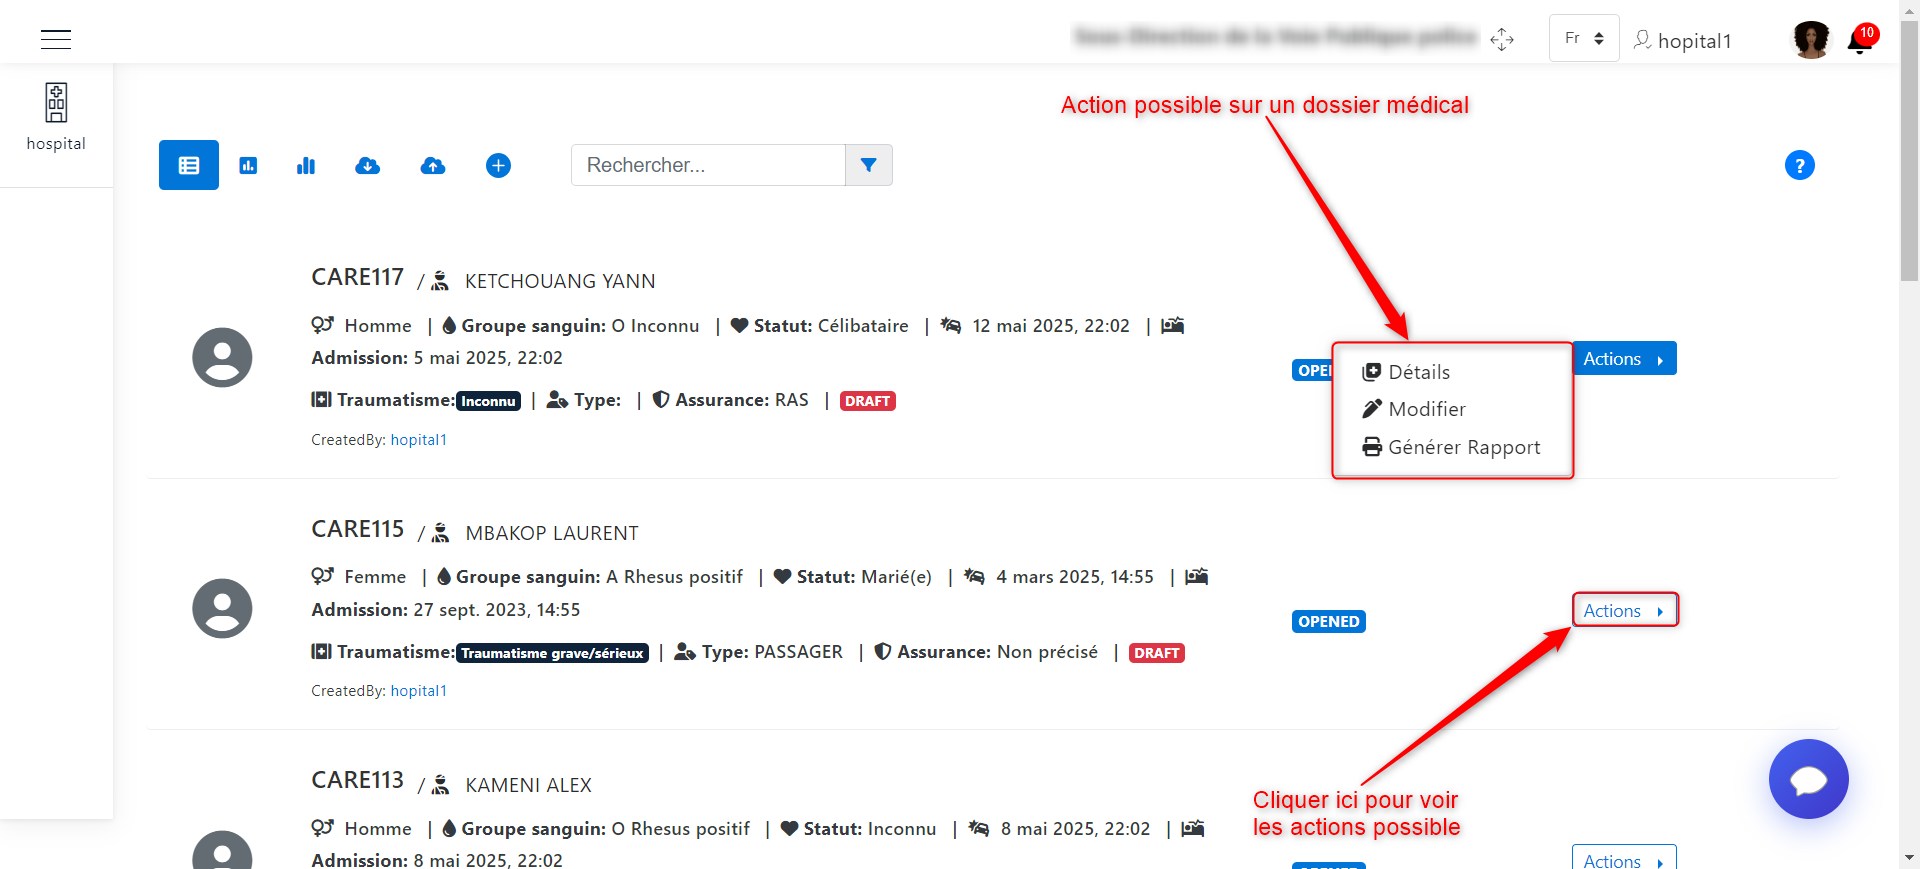 Fr
hopital1
10
hospital
Action possible sur un dossier médical
Rechercher...
?
CARE117 / KETCHOUANG YANN
Homme | Groupe sanguin: O Inconnu | Statut: Célibataire | 12 mai 2025, 22:02 |
Admission: 5 mai 2025, 22:02
Traumatisme: Inconnu | Type: | Assurance: RAS | DRAFT
CreatedBy: hopital1
Actions
Détails
Modifier
Générer Rapport
CARE115 / MBAKOP LAURENT
Femme | Groupe sanguin: A Rhesus positif | Statut: Marié(e) | 4 mars 2025, 14:55 |
Admission: 27 sept. 2023, 14:55
Traumatisme: Traumatisme grave/sérieux | Type: PASSAGER | Assurance: Non précisé | DRAFT
CreatedBy: hopital1
OPENED
Actions
Cliquer ici pour voir
les actions possible
CARE113 / KAMENI ALEX
Homme | Groupe sanguin: O Rhesus positif | Statut: Inconnu | 8 mai 2025, 22:02 |
Admission: 8 mai 2025, 22:02
Actions